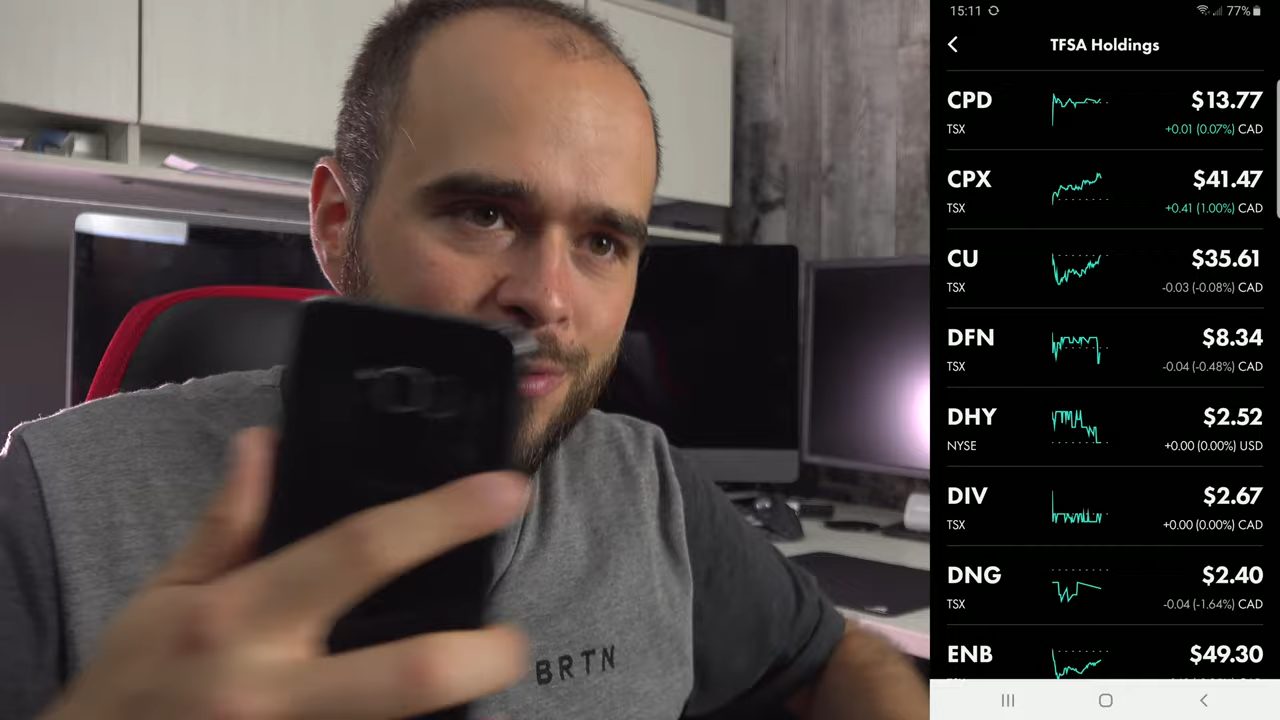 15:11
77%
TFSA Holdings
CPD $13.77
TSX +0.01 (0.07%) CAD
CPX $41.47
TSX +0.41 (1.00%) CAD
CU $35.61
TSX -0.03 (-0.08%) CAD
DFN $8.34
TSX -0.04 (-0.48%) CAD
DHY $2.52
NYSE +0.00 (0.00%) USD
DIV $2.67
TSX +0.00 (0.00%) CAD
DNG $2.40
TSX -0.04 (-1.64%) CAD
ENB $49.30
BRTN